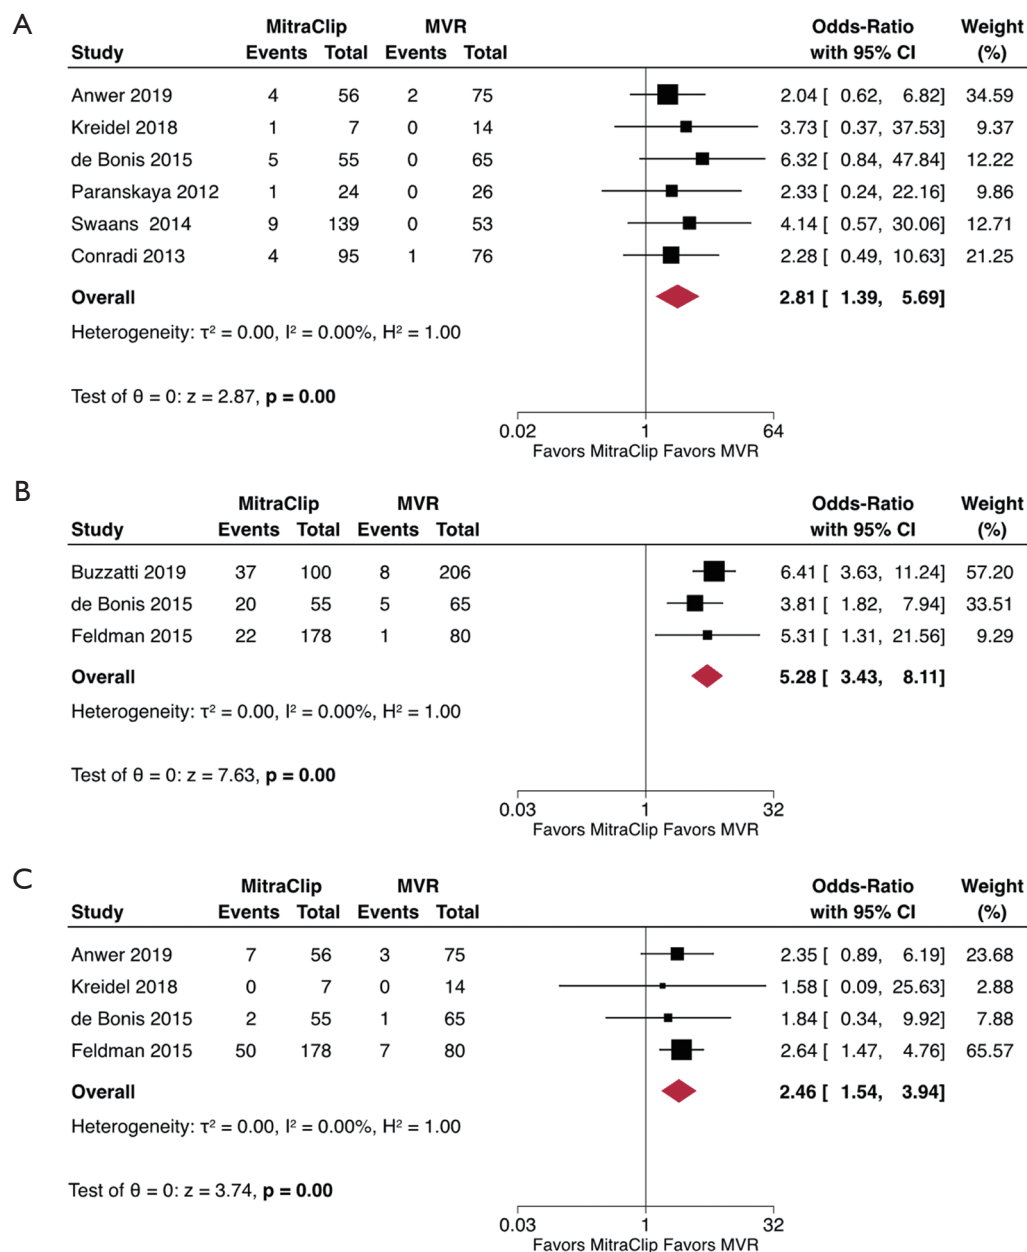 A
MitraClip MVR Odds-Ratio Weight
Study Events Total Events Total with 95% CI (%)
Anwer 2019 4 56 2 75 2.04 [ 0.62, 6.82] 34.59
Kreidel 2018 1 7 0 14 3.73 [ 0.37, 37.53] 9.37
de Bonis 2015 5 55 0 65 6.32 [ 0.84, 47.84] 12.22
Paranskaya 2012 1 24 0 26 2.33 [ 0.24, 22.16] 9.86
Swaans 2014 9 139 0 53 4.14 [ 0.57, 30.06] 12.71
Conradi 2013 4 95 1 76 2.28 [ 0.49, 10.63] 21.25
Overall 2.81 [ 1.39, 5.69]
Heterogeneity: τ² = 0.00, I² = 0.00%, H² = 1.00
Test of θ = 0: z = 2.87, p = 0.00
0.02 1 64
Favors MitraClip Favors MVR
B
MitraClip MVR Odds-Ratio Weight
Study Events Total Events Total with 95% CI (%)
Buzzatti 2019 37 100 8 206 6.41 [ 3.63, 11.24] 57.20
de Bonis 2015 20 55 5 65 3.81 [ 1.82, 7.94] 33.51
Feldman 2015 22 178 1 80 5.31 [ 1.31, 21.56] 9.29
Overall 5.28 [ 3.43, 8.11]
Heterogeneity: τ² = 0.00, I² = 0.00%, H² = 1.00
Test of θ = 0: z = 7.63, p = 0.00
0.03 1 32
Favors MitraClip Favors MVR
C
MitraClip MVR Odds-Ratio Weight
Study Events Total Events Total with 95% CI (%)
Anwer 2019 7 56 3 75 2.35 [ 0.89, 6.19] 23.68
Kreidel 2018 0 7 0 14 1.58 [ 0.09, 25.63] 2.88
de Bonis 2015 2 55 1 65 1.84 [ 0.34, 9.92] 7.88
Feldman 2015 50 178 7 80 2.64 [ 1.47, 4.76] 65.57
Overall 2.46 [ 1.54, 3.94]
Heterogeneity: τ² = 0.00, I² = 0.00%, H² = 1.00
Test of θ = 0: z = 3.74, p = 0.00
0.03 1 32
Favors MitraClip Favors MVR